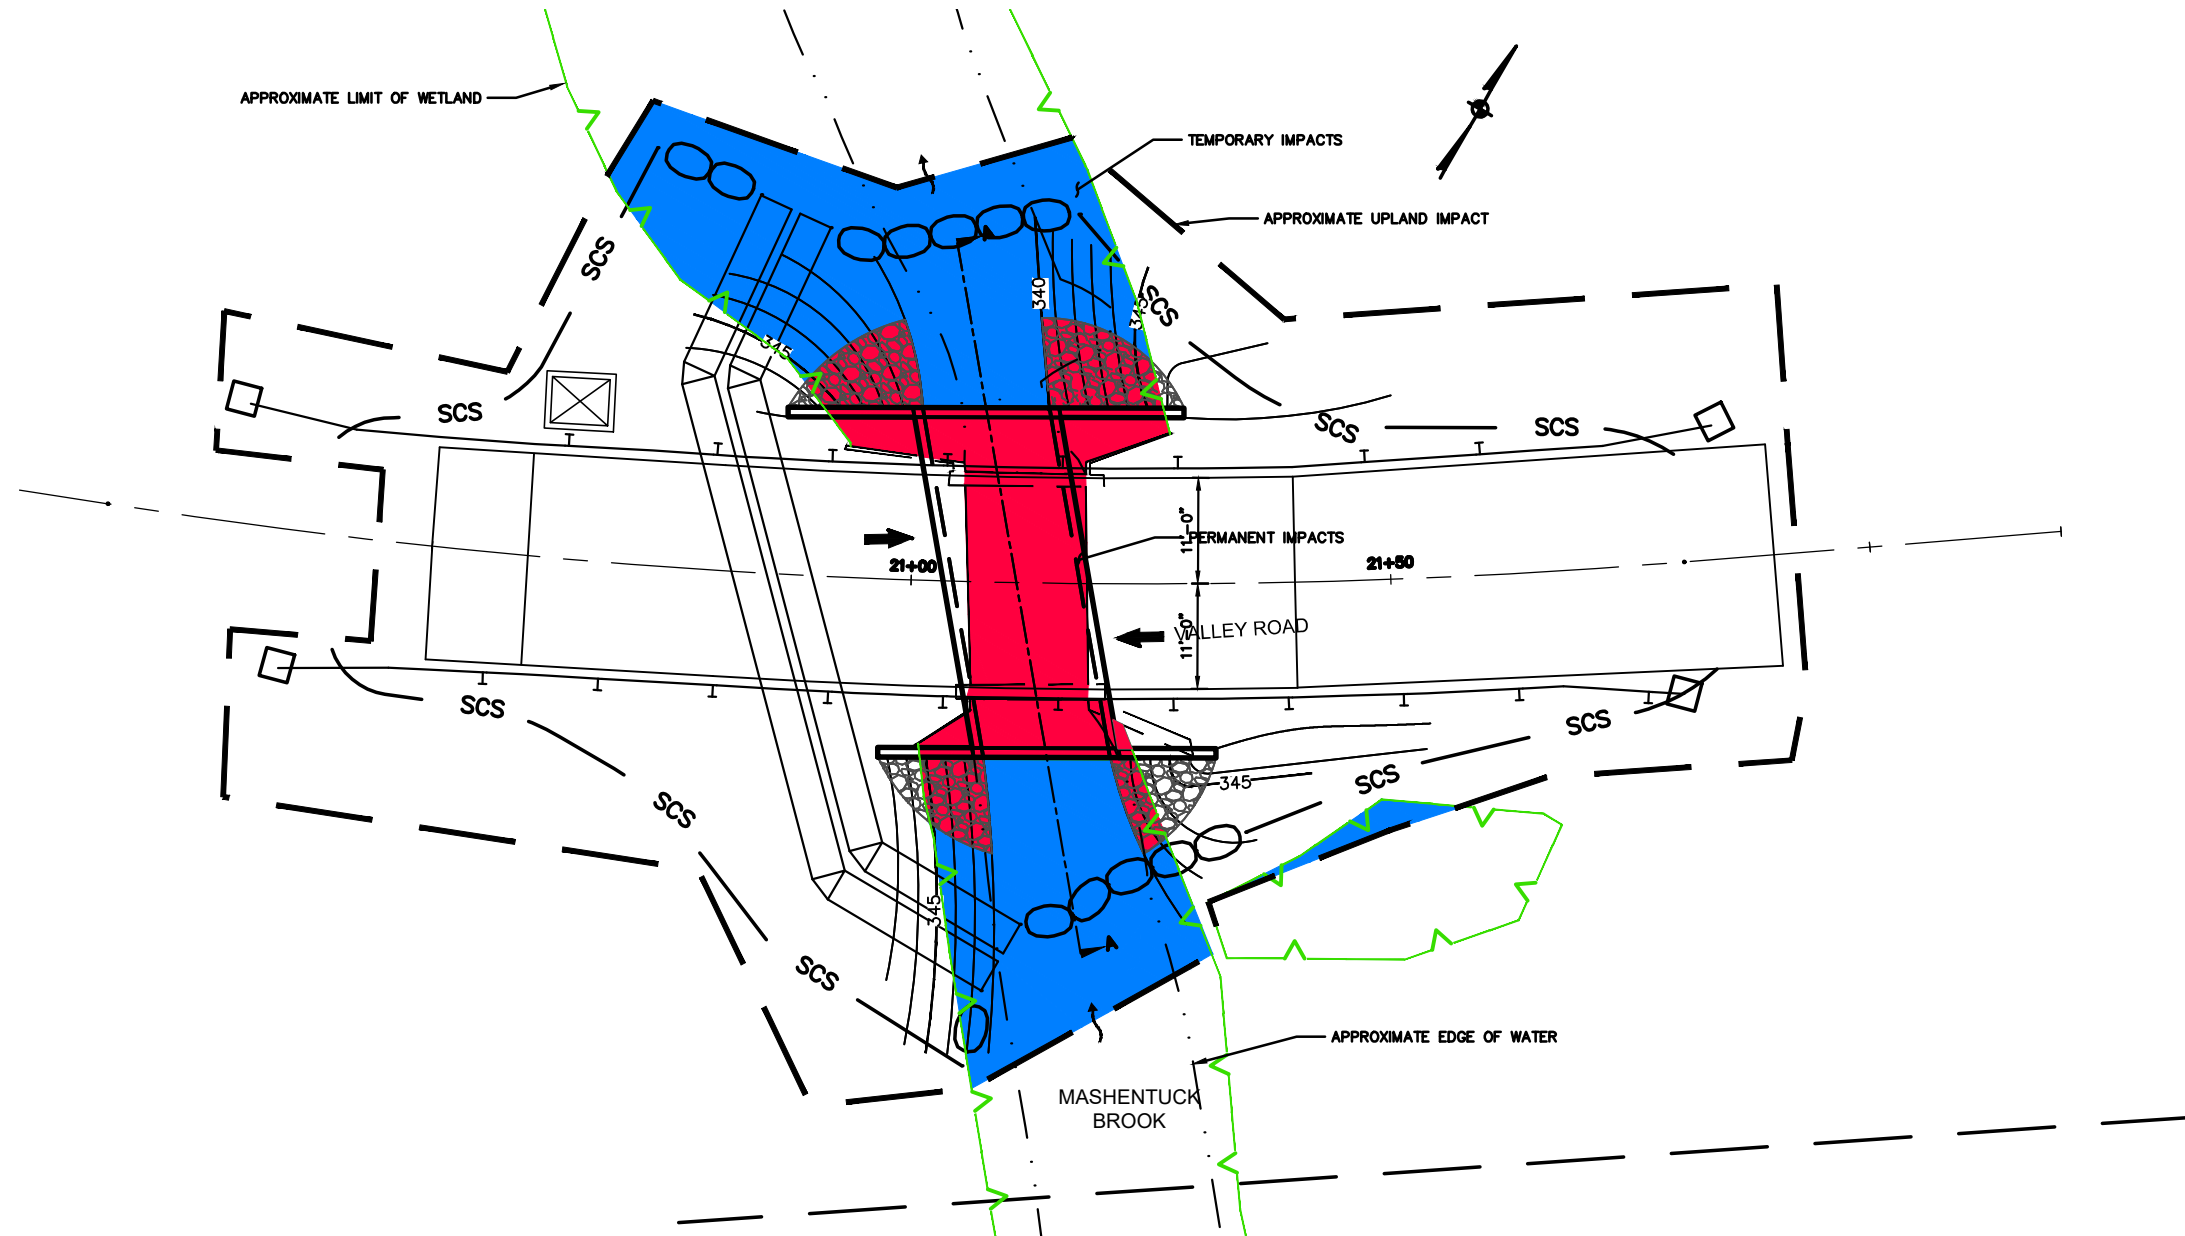 APPROXIMATE LIMIT OF WETLAND
TEMPORARY IMPACTS
APPROXIMATE UPLAND IMPACT
SCS
A
340
345
SCS
345
SCS
SCS
SCS
11'-0"
PERMANENT IMPACTS
21+00
21+50
11'-0"
VALLEY ROAD
SCS
SCS
SCS
345
SCS
345
A
SCS
APPROXIMATE EDGE OF WATER
MASHENTUCK
BROOK